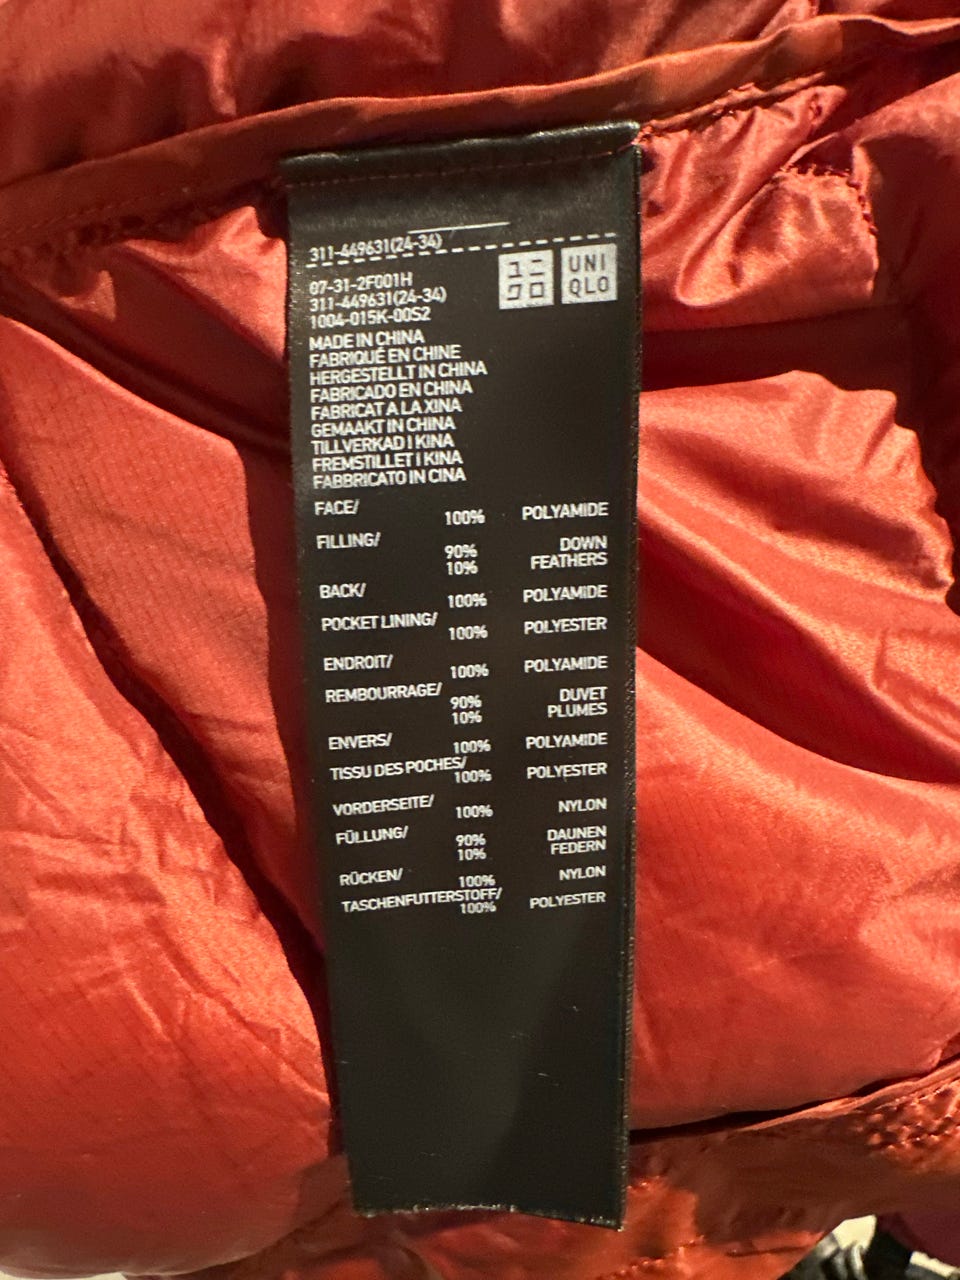 311-449631(24-34)
ユニ
クロ
UNI
QLO
07-31-2F001H
311-449631(24-34)
1004-015K-00S2
MADE IN CHINA
FABRIQUÉ EN CHINE
HERGESTELLT IN CHINA
FABRICADO EN CHINA
FABRICAT A LA XINA
GEMAAKT IN CHINA
TILLVERKAD I KINA
FREMSTILLET I KINA
FABBRICATO IN CINA
FACE/
100% POLYAMIDE
FILLING/
90% DOWN
10% FEATHERS
BACK/
100% POLYAMIDE
POCKET LINING/
100% POLYESTER
ENDROIT/
100% POLYAMIDE
REMBOURRAGE/
90% DUVET
10% PLUMES
ENVERS/
100% POLYAMIDE
TISSU DES POCHES/
100% POLYESTER
VORDERSEITE/
100% NYLON
FÜLLUNG/
90% DAUNEN
10% FEDERN
RÜCKEN/
100% NYLON
TASCHENFUTTERSTOFF/
100% POLYESTER